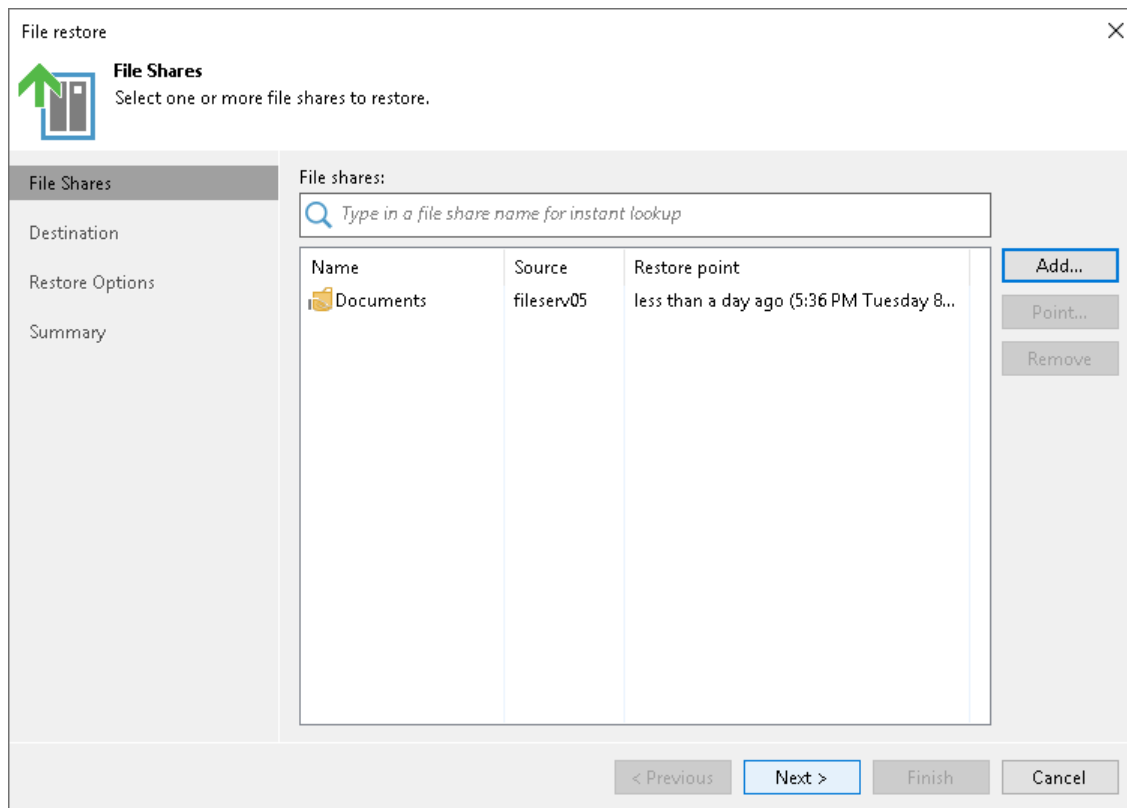 File restore
File Shares
Select one or more file shares to restore.
File Shares
Destination
Restore Options
Summary
File shares:
Type in a file share name for instant lookup
Name Source Restore point
Documents fileserv05 less than a day ago (5:36 PM Tuesday 8...
Add...
Point...
Remove
< Previous Next > Finish Cancel